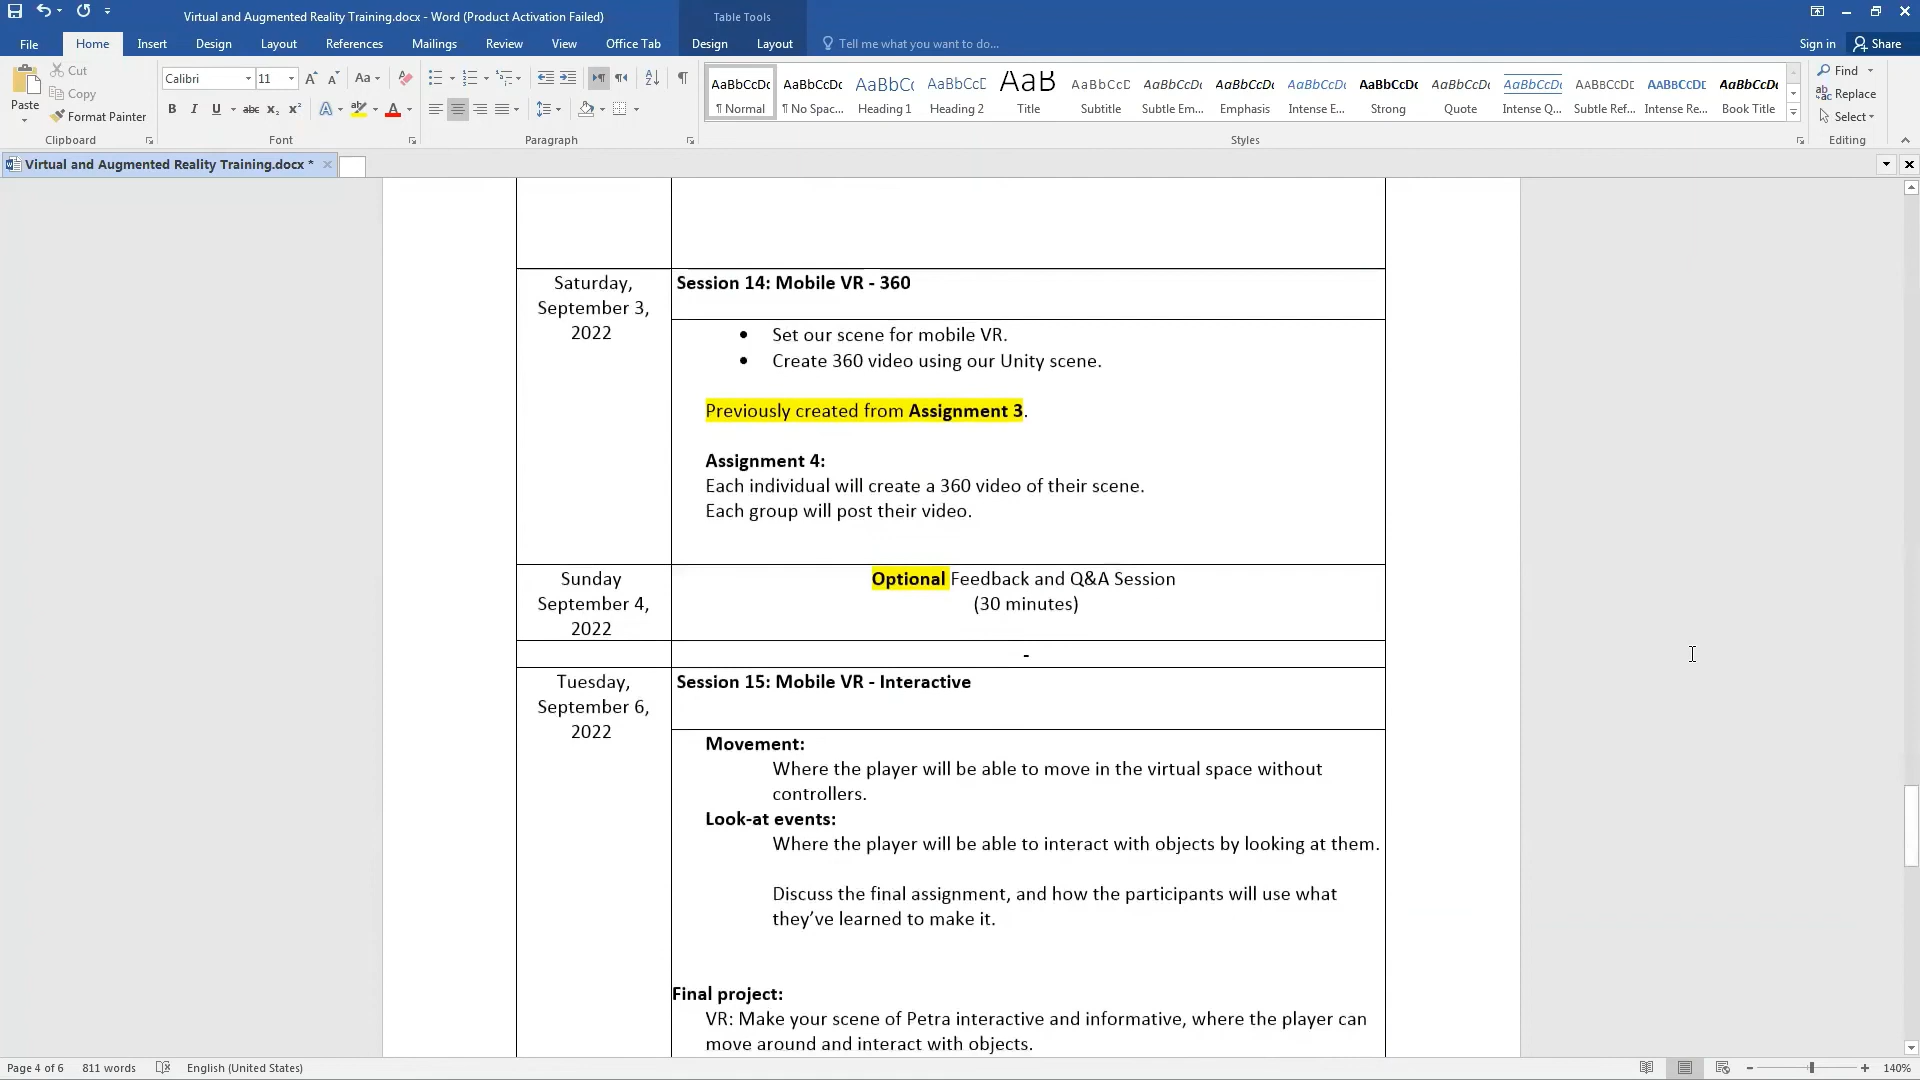 Virtual and Augmented Reality Training.docx - Word (Product Activation Failed)
Table Tools
File Home Insert Design Layout References Mailings Review View Office Tab Design Layout Tell me what you want to do... Sign in Share
Paste
Cut
Copy
Format Painter
Clipboard
Calibri 11
Font
Paragraph
AaBbCcDc AaBbCcDc AaBbCc AaBbCcD AaB AaBbCcD AaBbCcDc AaBbCcDc AaBbCcDc AaBbCcDc AaBbCcDc AaBbCcDc AaBbCcDD AaBbCcDD AaBbCcDc
¶ Normal ¶ No Spac... Heading 1 Heading 2 Title Subtitle Subtle Em... Emphasis Intense E... Strong Quote Intense Q... Subtle Ref... Intense Re... Book Title
Styles
Find
Replace
Select
Editing
Virtual and Augmented Reality Training.docx *
Saturday,
September 3,
2022
Session 14: Mobile VR - 360
• Set our scene for mobile VR.
• Create 360 video using our Unity scene.
Previously created from Assignment 3.
Assignment 4:
Each individual will create a 360 video of their scene.
Each group will post their video.
Sunday
September 4,
2022
Optional Feedback and Q&A Session
(30 minutes)
-
Tuesday,
September 6,
2022
Session 15: Mobile VR - Interactive
Movement:
Where the player will be able to move in the virtual space without
controllers.
Look-at events:
Where the player will be able to interact with objects by looking at them.
Discuss the final assignment, and how the participants will use what
they’ve learned to make it.
Final project:
VR: Make your scene of Petra interactive and informative, where the player can
move around and interact with objects.
Page 4 of 6 811 words English (United States) 140%